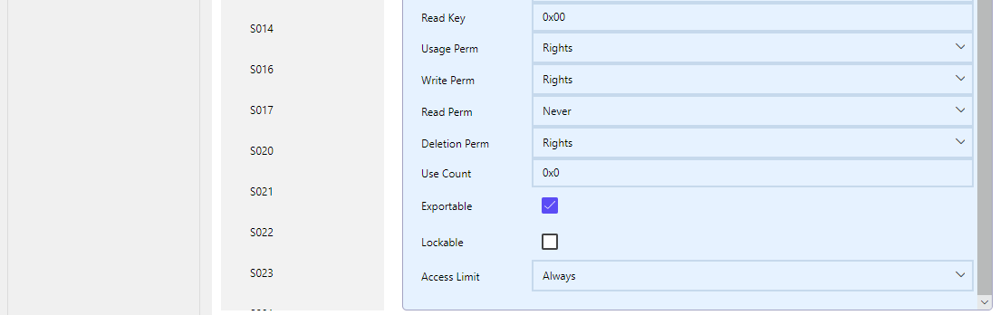 S014
S016
S017
S020
S021
S022
S023
Read Key 0x00
Usage Perm Rights
Write Perm Rights
Read Perm Never
Deletion Perm Rights
Use Count 0x0
Exportable
Lockable
Access Limit Always